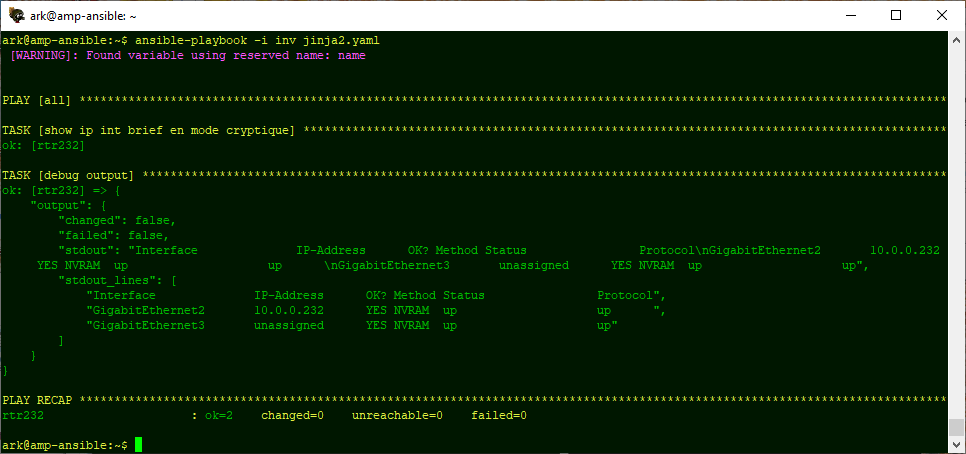 ark@amp-ansible: ~
ark@amp-ansible:~$ ansible-playbook -i inv jinja2.yaml
 [WARNING]: Found variable using reserved name: name
PLAY [all] ****************************************************************************************************************************
TASK [show ip int brief en mode cryptique] ********************************************************************************************
ok: [rtr232]
TASK [debug output] *******************************************************************************************************************
ok: [rtr232] => {
    "output": {
        "changed": false,
        "failed": false,
        "stdout": "Interface              IP-Address      OK? Method Status                Protocol\nGigabitEthernet2       10.0.0.232
     YES NVRAM  up                    up      \nGigabitEthernet3       unassigned      YES NVRAM  up                    up",
        "stdout_lines": [
            "Interface              IP-Address      OK? Method Status                Protocol",
            "GigabitEthernet2       10.0.0.232      YES NVRAM  up                    up      ",
            "GigabitEthernet3       unassigned      YES NVRAM  up                    up"
        ]
    }
}
PLAY RECAP ****************************************************************************************************************************
rtr232                     : ok=2    changed=0    unreachable=0    failed=0
ark@amp-ansible:~$